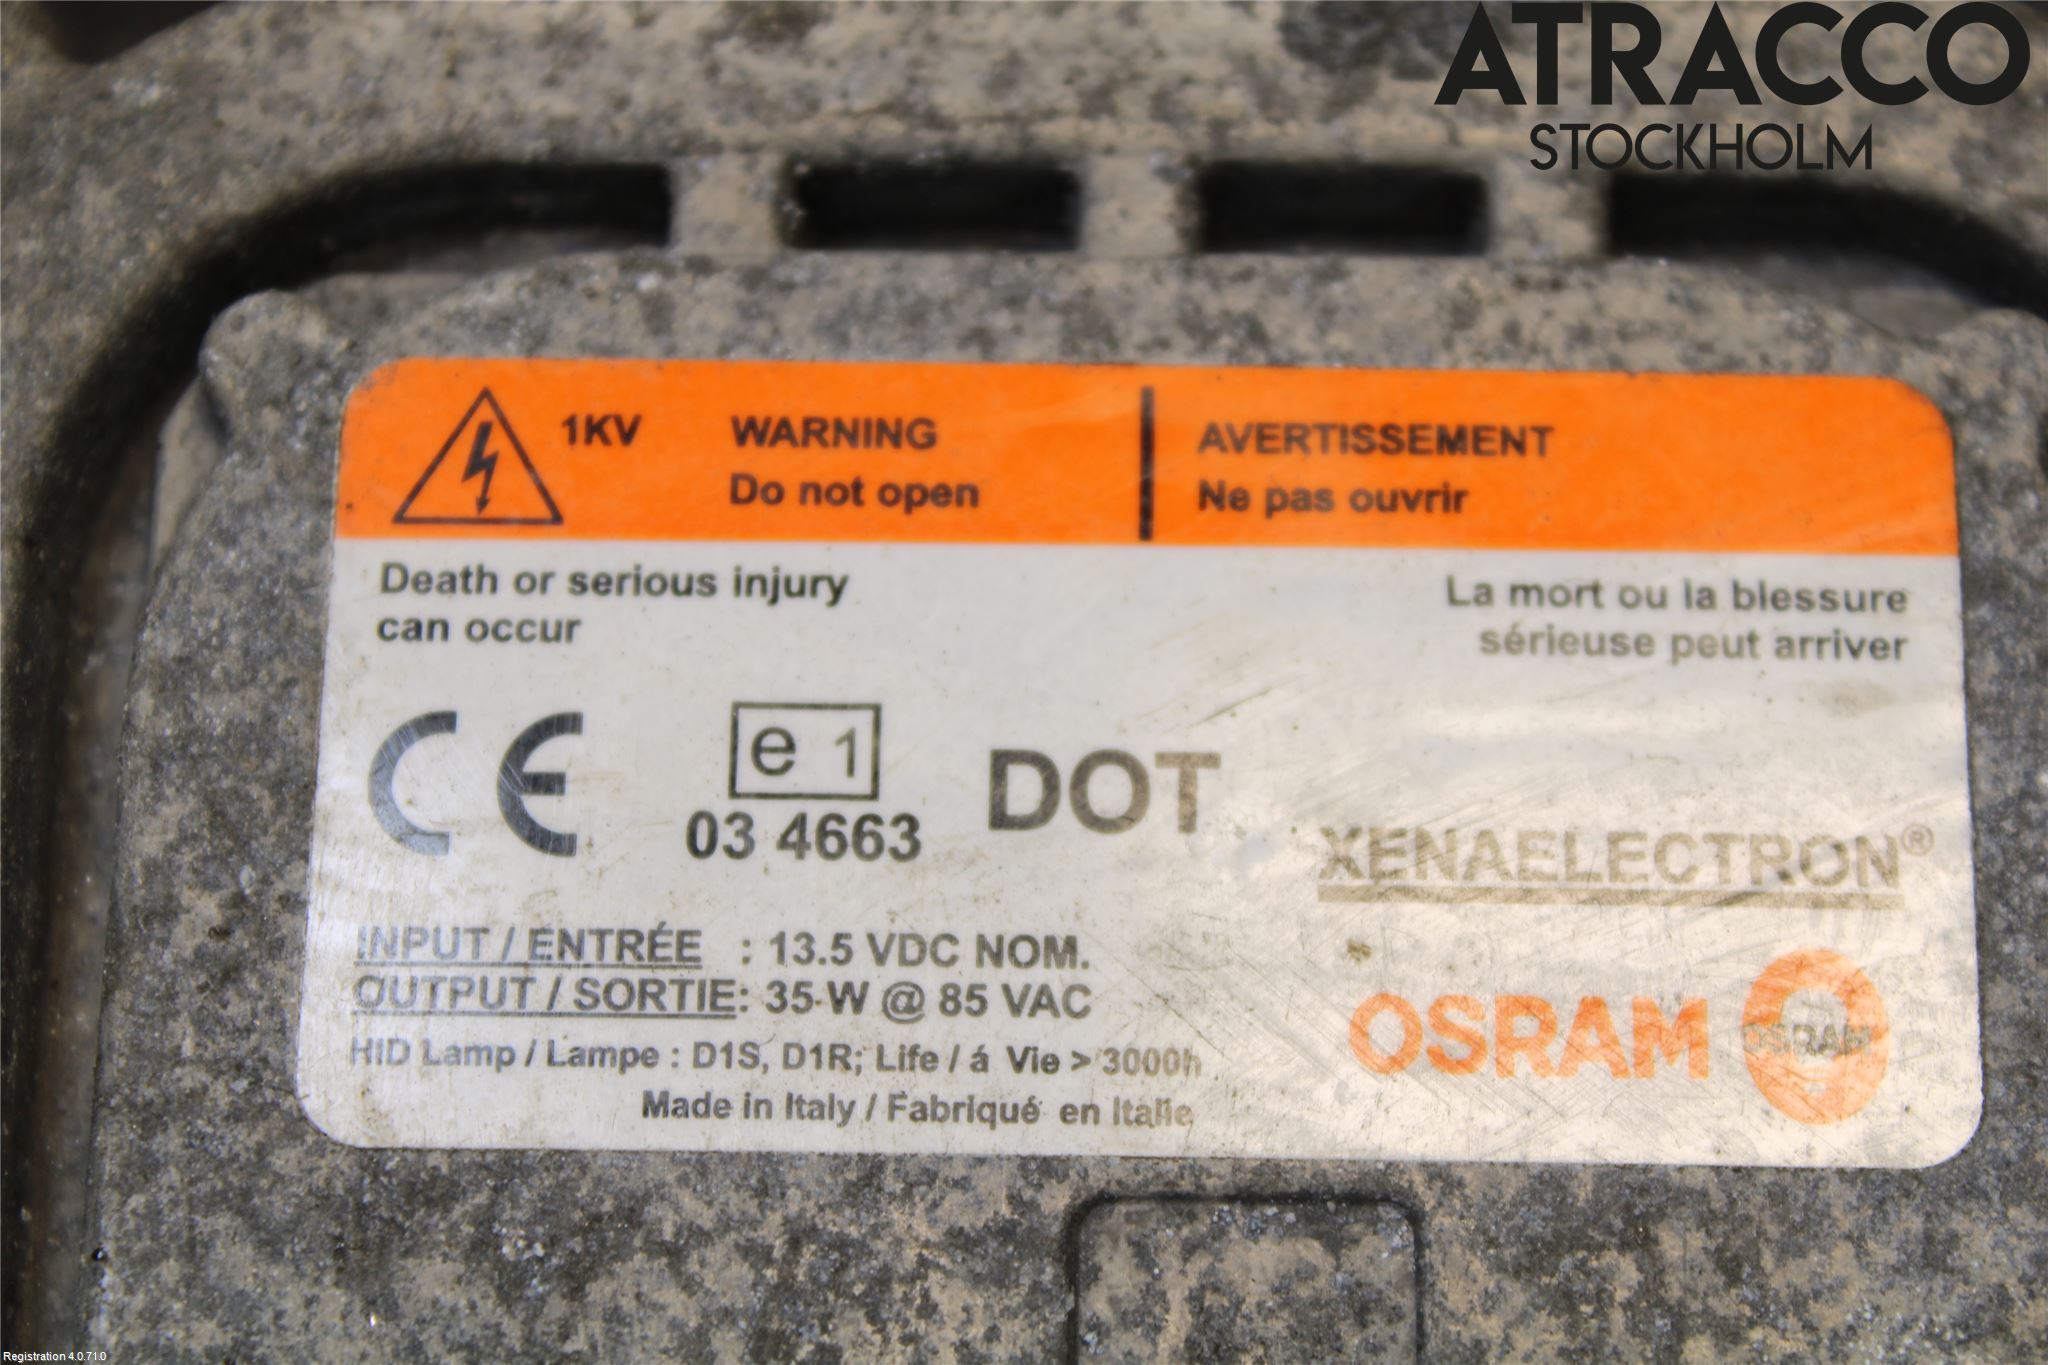 ATRACCO
STOCKHOLM
1KV WARNING AVERTISSEMENT
Do not open Ne pas ouvrir
Death or serious injury La mort ou la blessure
can occur sérieuse peut arriver
CE e 1 DOT
03 4663
XENAELECTRON®
INPUT / ENTRÉE : 13.5 VDC NOM.
OUTPUT / SORTIE: 35 W @ 85 VAC
OSRAM OSRAM
HID Lamp / Lampe : D1S, D1R; Life / á Vie > 3000h
Made in Italy / Fabriqué en Italie
Registration 4.0.71.0